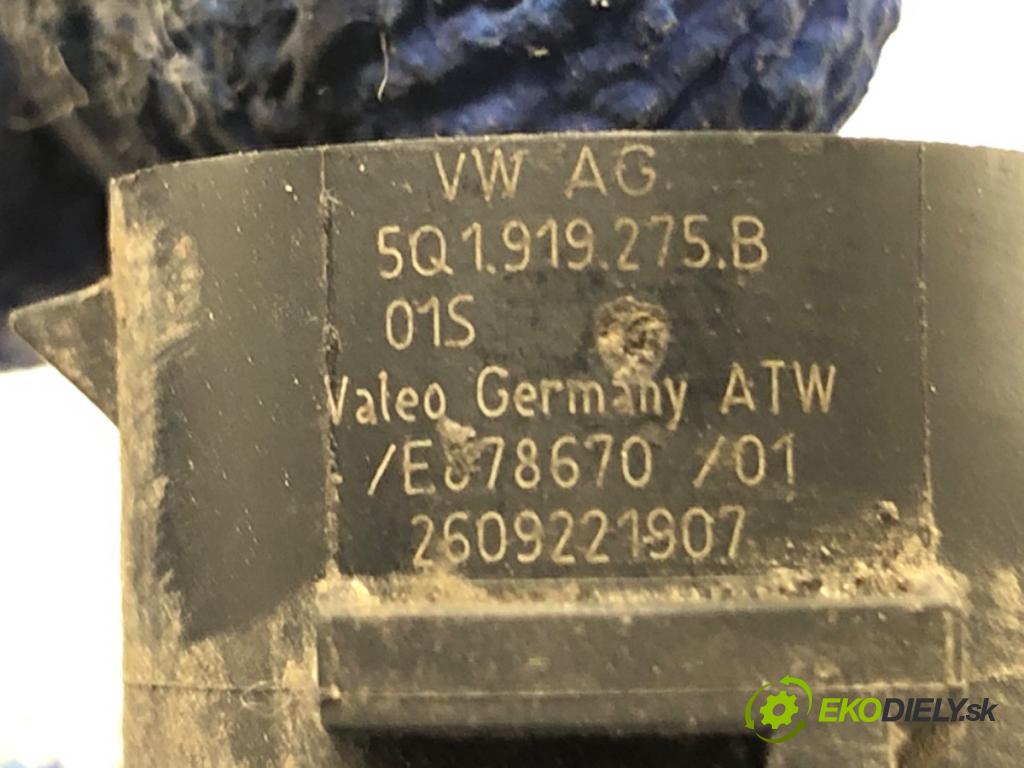 VW AG
5Q1.919.275.B
01S
Valeo Germany ATW
/01
2609221907
EKODIELY.sk